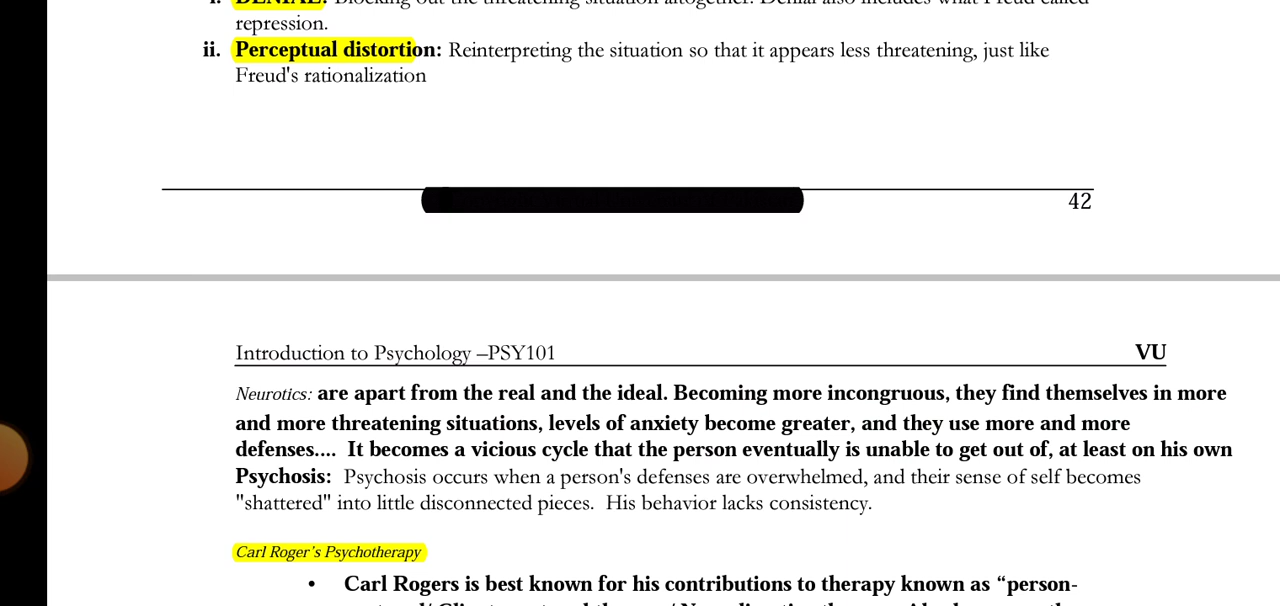 i. DENIAL: Blocking out the threatening situation altogether. Denial also includes what Freud called
repression.
ii. Perceptual distortion: Reinterpreting the situation so that it appears less threatening, just like
Freud's rationalization
42
Introduction to Psychology –PSY101 VU
Neurotics: are apart from the real and the ideal. Becoming more incongruous, they find themselves in more
and more threatening situations, levels of anxiety become greater, and they use more and more
defenses.... It becomes a vicious cycle that the person eventually is unable to get out of, at least on his own
Psychosis: Psychosis occurs when a person's defenses are overwhelmed, and their sense of self becomes
"shattered" into little disconnected pieces. His behavior lacks consistency.
Carl Roger's Psychotherapy
• Carl Rogers is best known for his contributions to therapy known as “person-